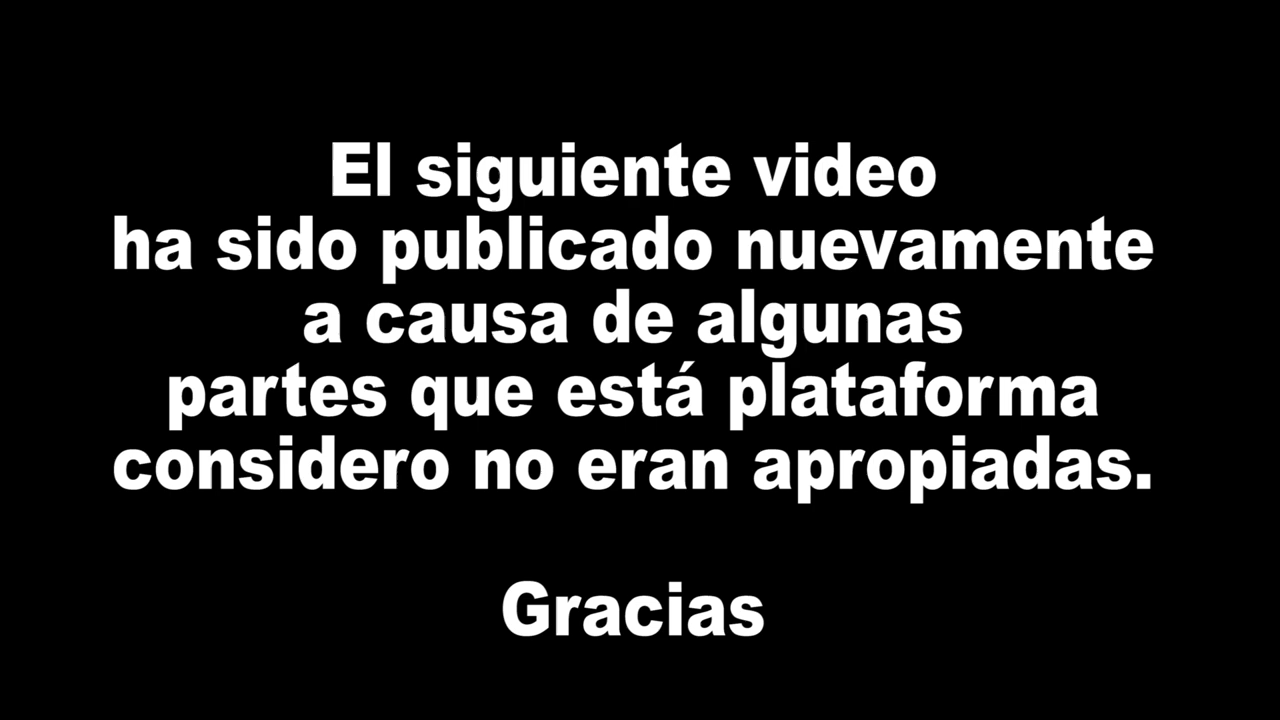 El siguiente video
ha sido publicado nuevamente
a causa de algunas
partes que está plataforma
considero no eran apropiadas.
Gracias